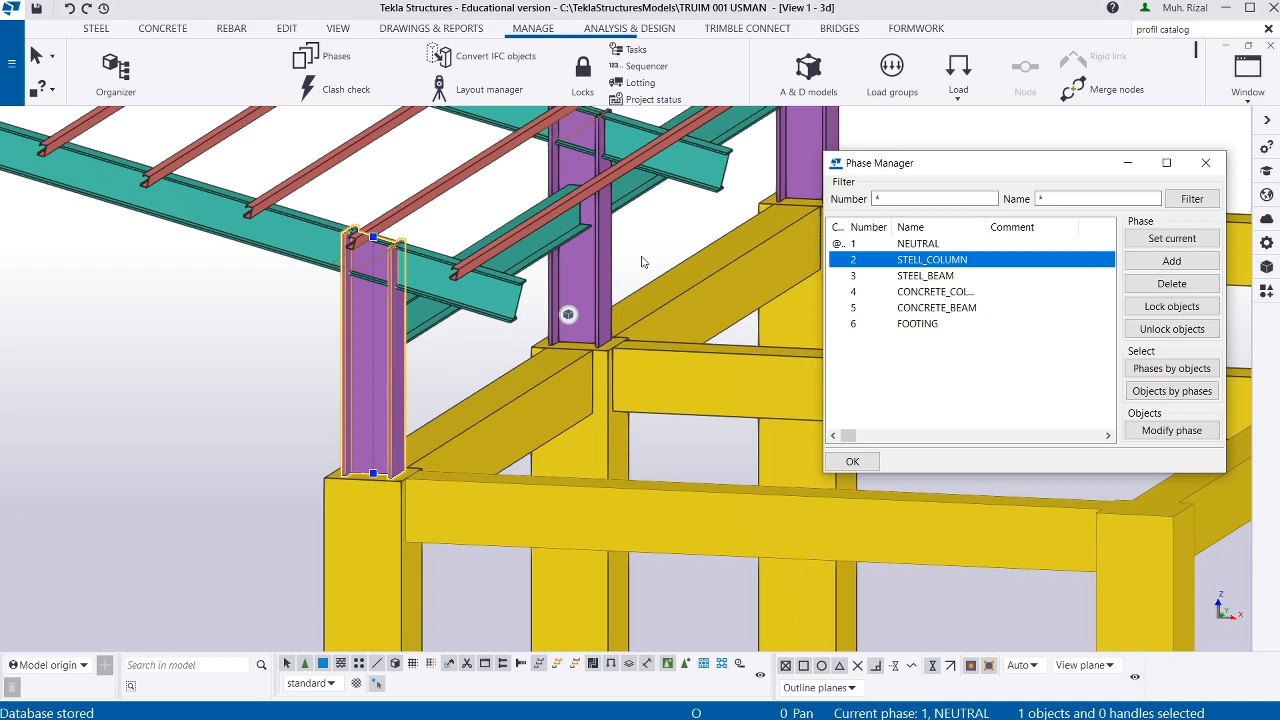 Tekla Structures - Educational version - C:\TeklaStructuresModels\TRUIM 001 USMAN - [View 1 - 3d]
Muh. Rizal
STEEL CONCRETE REBAR EDIT VIEW DRAWINGS & REPORTS MANAGE ANALYSIS & DESIGN TRIMBLE CONNECT BRIDGES FORMWORK
profil catalog
Organizer
Phases
Clash check
Convert IFC objects
Layout manager
Locks
Tasks
Sequencer
Lotting
Project status
A & D models
Load groups
Load
Node
Rigid link
Merge nodes
Window
Phase Manager
Filter
Number * Name * Filter
C... Number Name Comment
@.. 1 NEUTRAL
2 STELL_COLUMN
3 STEEL_BEAM
4 CONCRETE_COL...
5 CONCRETE_BEAM
6 FOOTING
Phase
Set current
Add
Delete
Lock objects
Unlock objects
Select
Phases by objects
Objects by phases
Objects
Modify phase
OK
Z
Y
X
Model origin
Search in model
standard
Auto
View plane
Outline planes
Database stored
O
0 Pan
Current phase: 1, NEUTRAL
1 objects and 0 handles selected